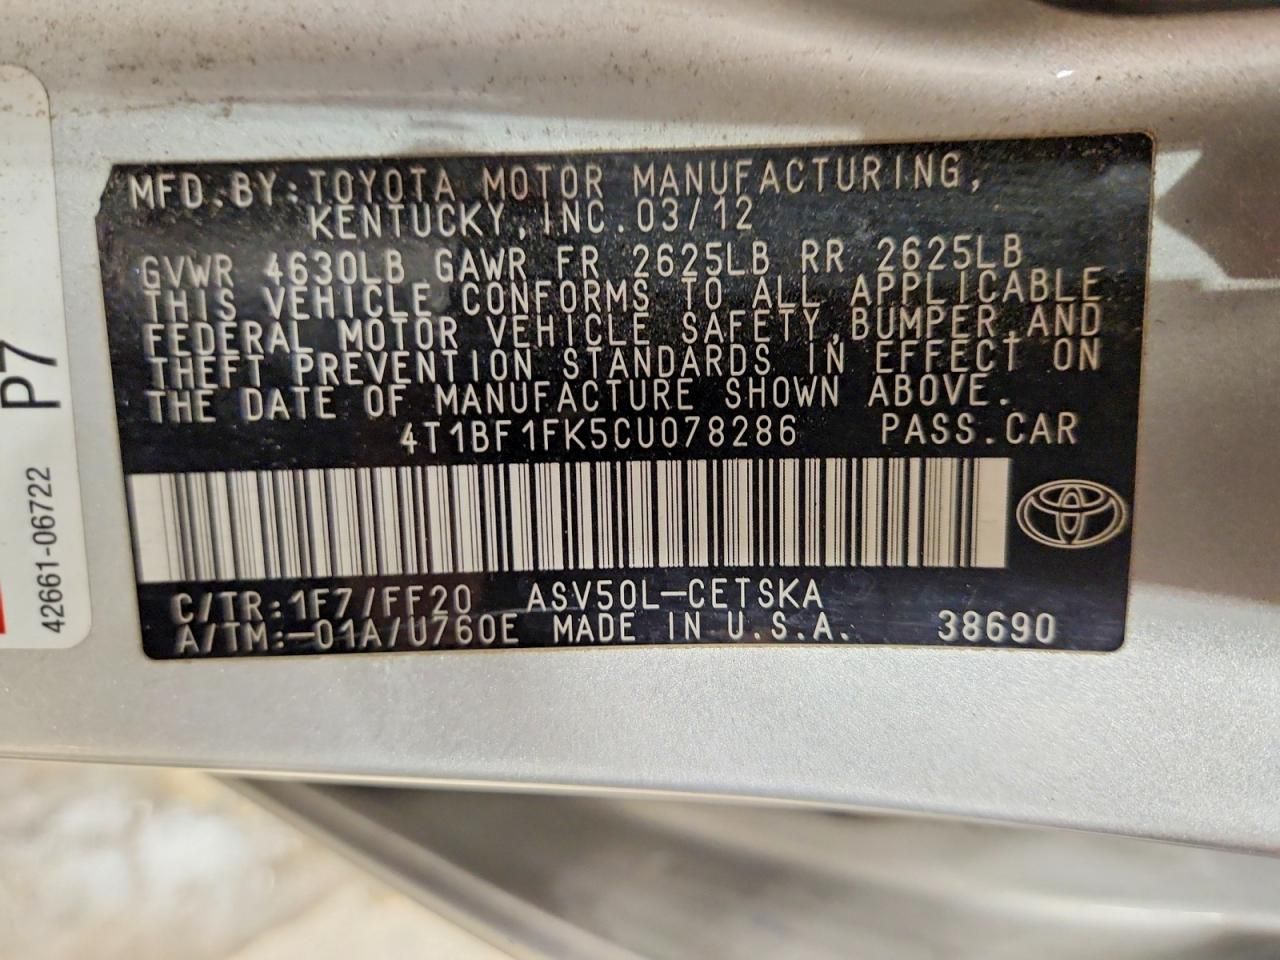 MFD.BY:TOYOTA MOTOR MANUFACTURING,
KENTUCKY, INC. 03/12
GVWR 4630LB GAWR FR 2625LB RR 2625LB
THIS VEHICLE CONFORMS TO ALL APPLICABLE
FEDERAL MOTOR VEHICLE SAFETY,BUMPER,AND
THEFT PREVENTION STANDARDS IN EFFECT ON
THE DATE OF MANUFACTURE SHOWN ABOVE.
4T1BF1FK5CU078286 PASS.CAR
C/TR:1F7/FF20 ASV50L-CETSKA
A/TM:-01A/U760E MADE IN U.S.A. 38690
P7
42661-06722